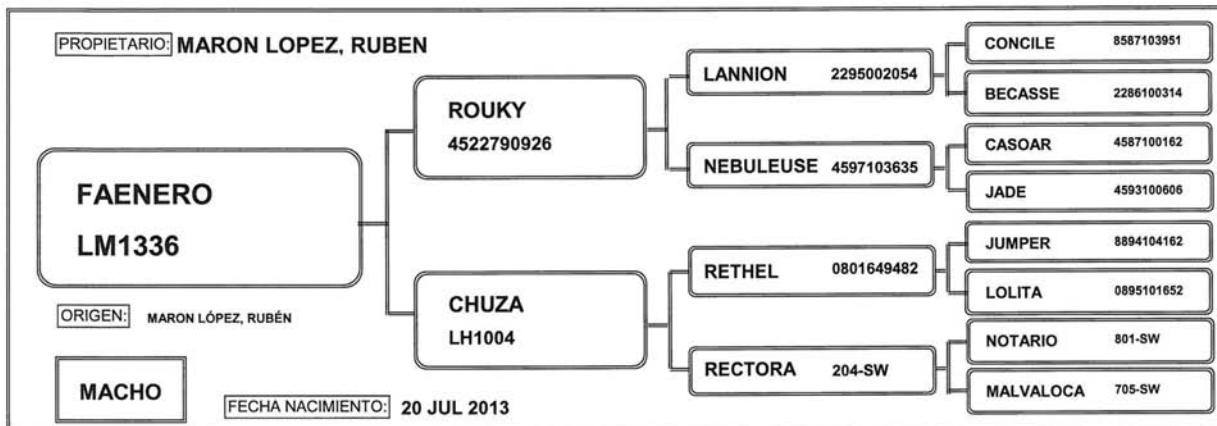 PROPIETARIO: MARON LOPEZ, RUBEN
FAENERO
LM1336
ORIGEN: MARON LÓPEZ, RUBÉN
MACHO
FECHA NACIMIENTO: 20 JUL 2013
ROUKY
4522790926
CHUZA
LH1004
LANNION 2295002054
NEBULEUSE 4597103635
RETHEL 0801649482
RECTORA 204-SW
CONCILE 8587103951
BECASSE 2286100314
CASOAR 4587100162
JADE 4593100606
JUMPER 8894104162
LOLITA 0895101652
NOTARIO 801-SW
MALVALOCA 705-SW